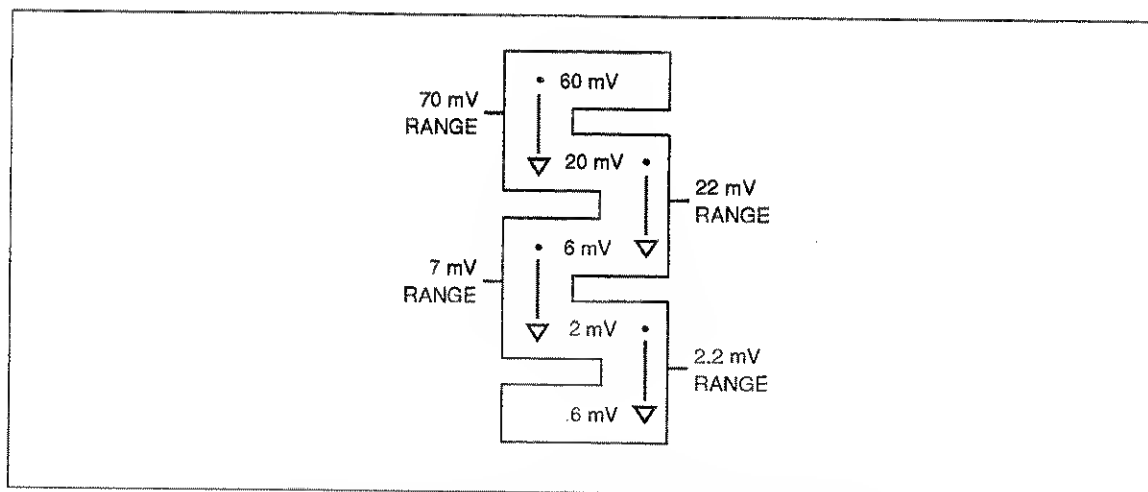 60 mV
70 mV
RANGE
20 mV
22 mV
RANGE
6 mV
7 mV
RANGE
2 mV
2.2 mV
RANGE
.6 mV